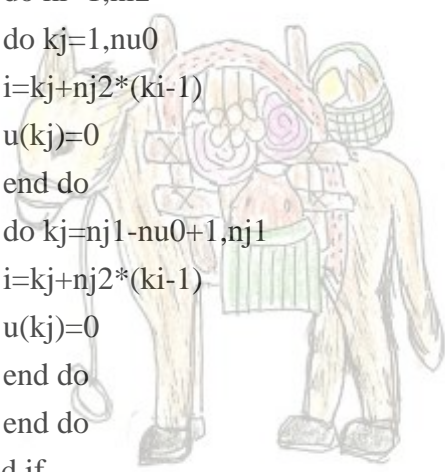 do kj=1,nu0
i=kj+nj2*(ki-1)
u(kj)=0
end do
do kj=nj1-nu0+1,nj1
i=kj+nj2*(ki-1)
u(kj)=0
end do
end do